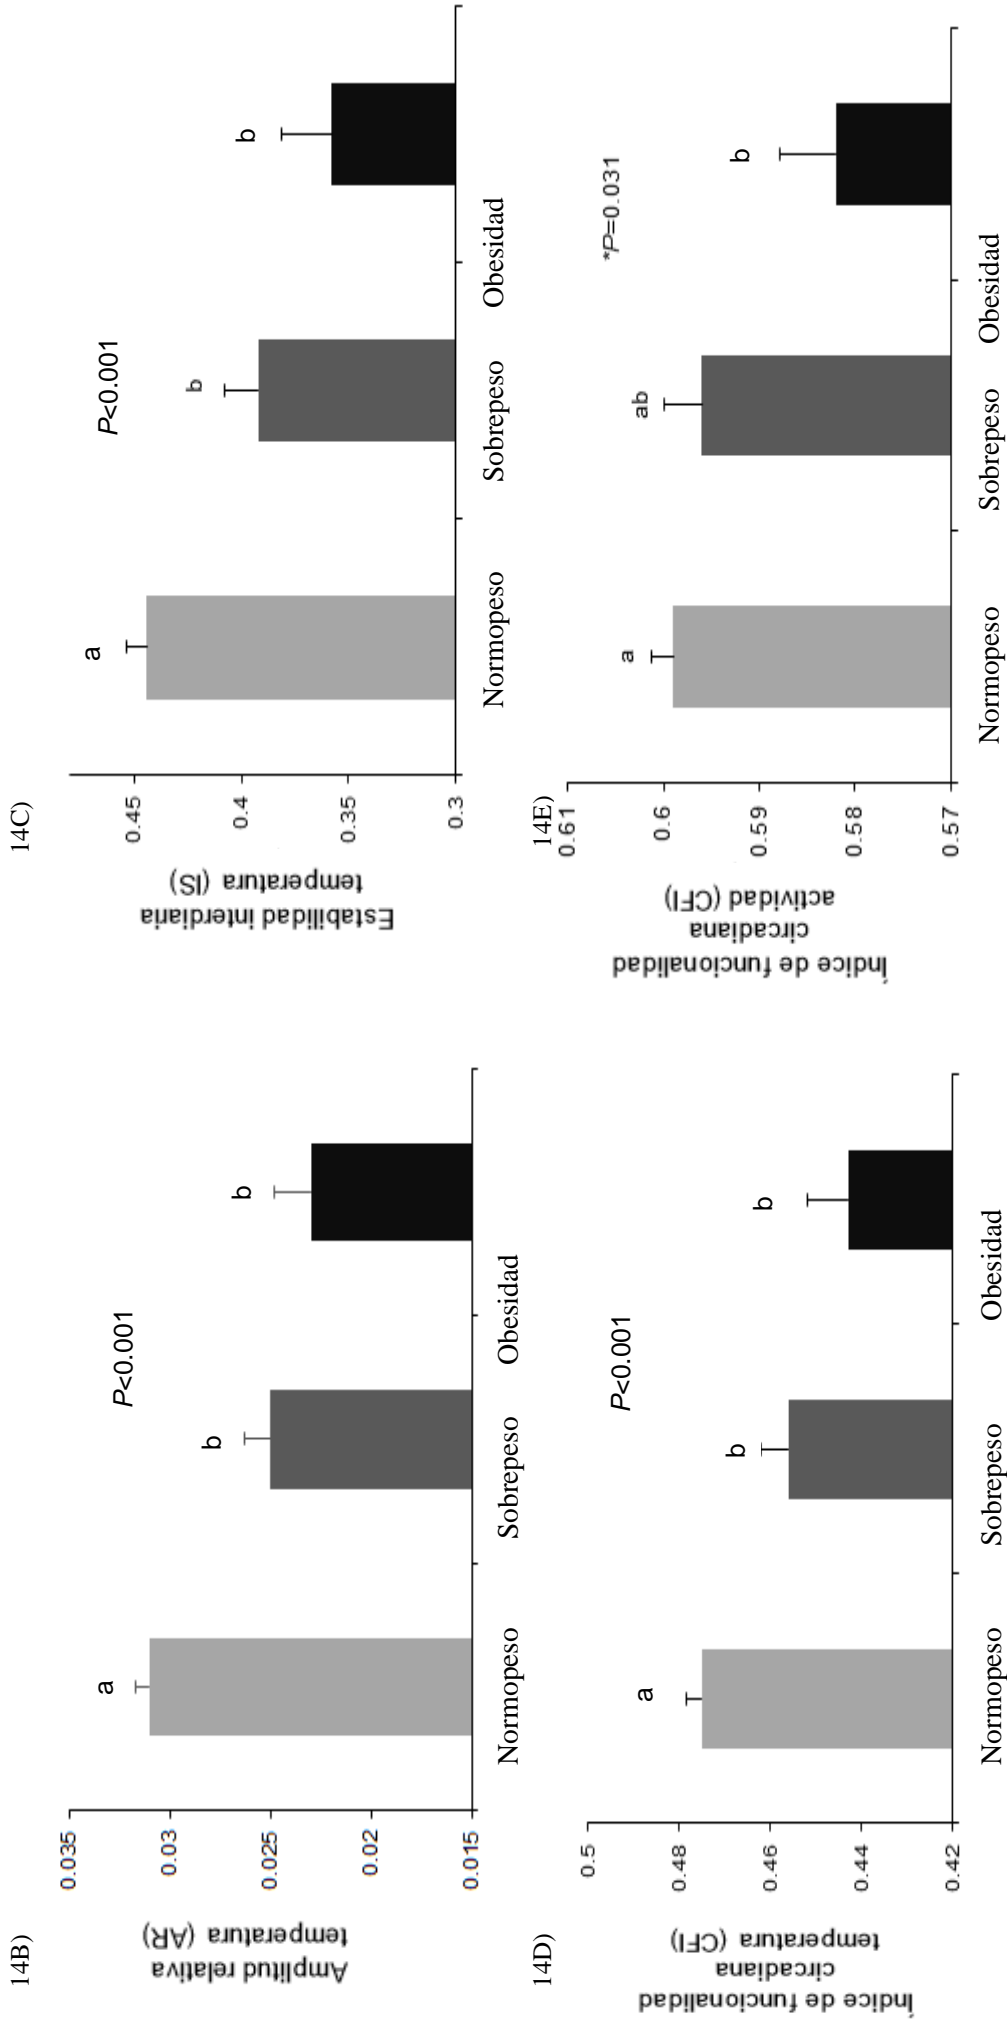 14B)
Amplitud relativa
temperatura (AR)
0.035
0.03
0.025
0.02
0.015
a
b
b
P<0.001
Normopeso
Sobrepeso
Obesidad
14C)
Estabilidad interdiaria
temperatura (IS)
0.45
0.4
0.35
0.3
a
b
b
P<0.001
Normopeso
Sobrepeso
Obesidad
14D)
Índice de funcionalidad
circadiana
temperatura (CFI)
0.5
0.48
0.46
0.44
0.42
a
b
b
P<0.001
Normopeso
Sobrepeso
Obesidad
14E)
Índice de funcionalidad
circadiana
actividad (CFI)
0.61
0.6
0.59
0.58
0.57
a
ab
b
*P=0.031
Normopeso
Sobrepeso
Obesidad